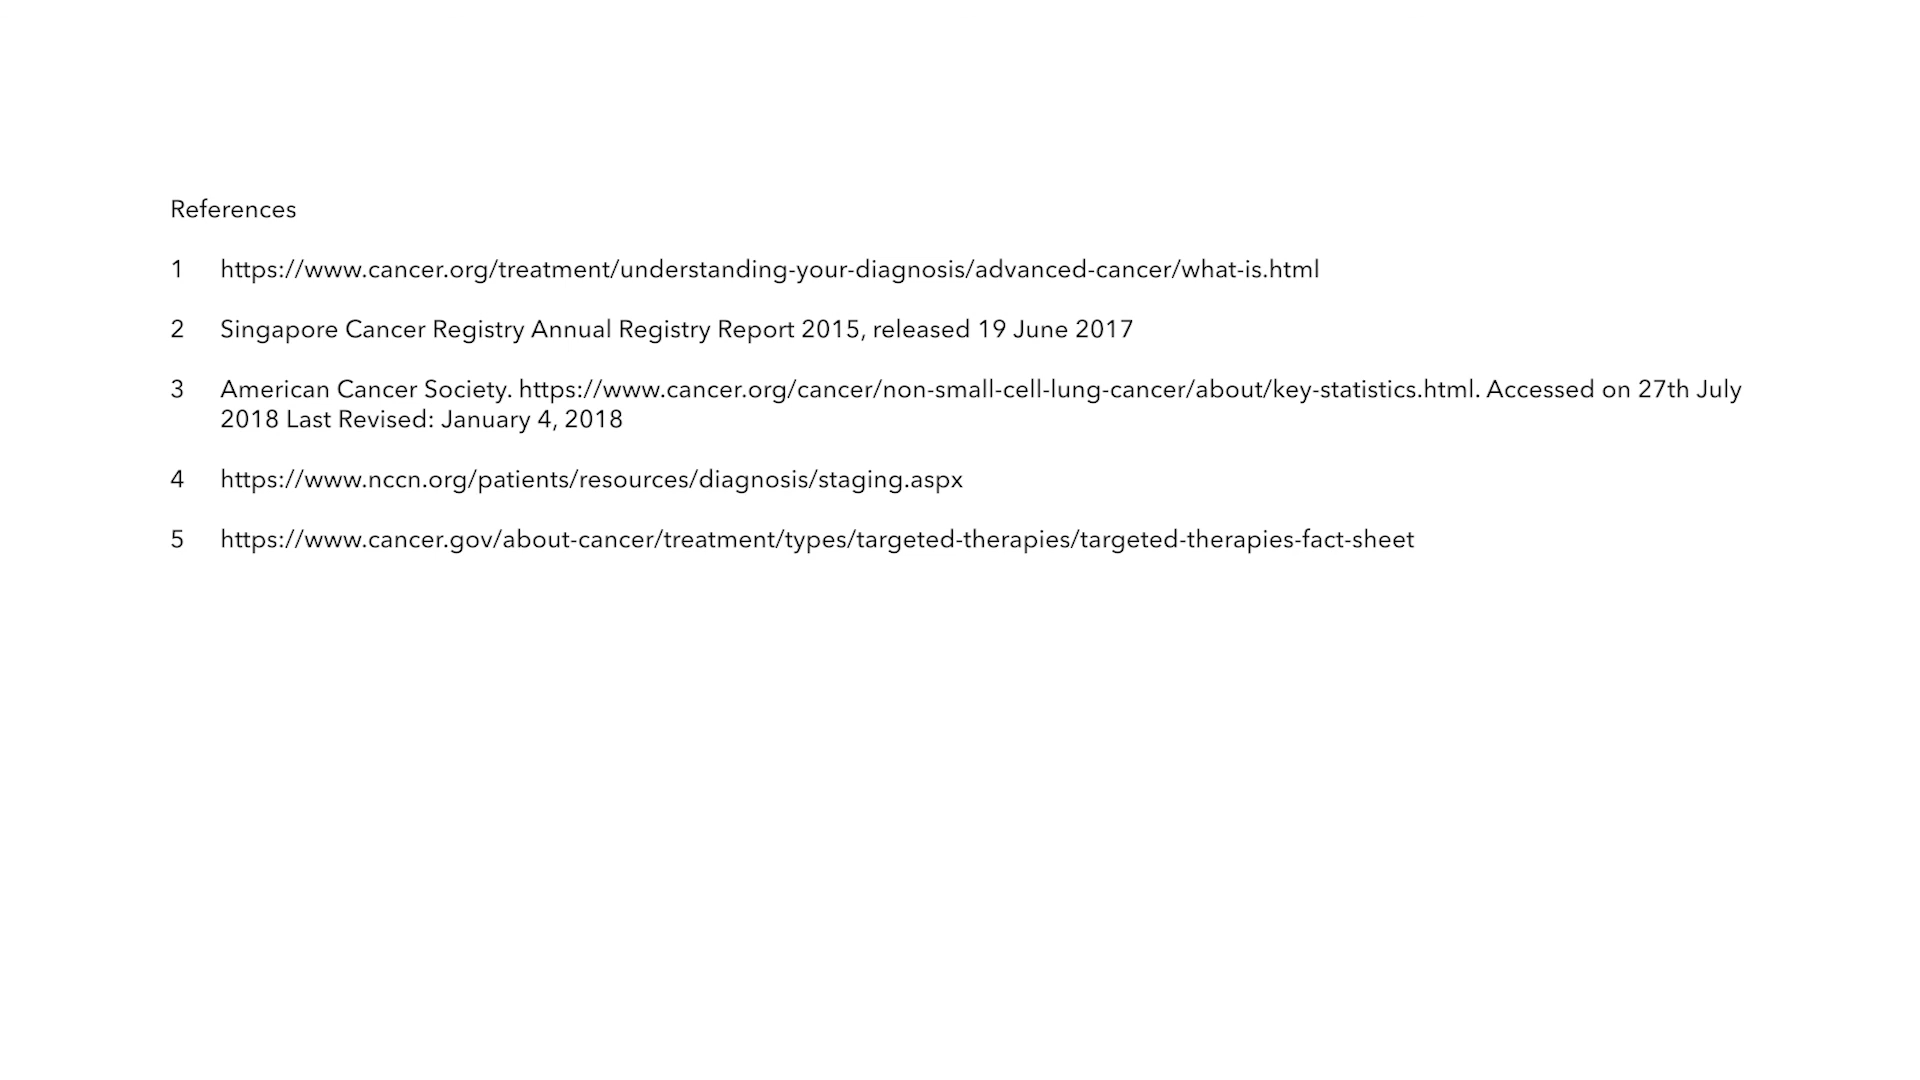 References
1 https://www.cancer.org/treatment/understanding-your-diagnosis/advanced-cancer/what-is.html
2 Singapore Cancer Registry Annual Registry Report 2015, released 19 June 2017
3 American Cancer Society. https://www.cancer.org/cancer/non-small-cell-lung-cancer/about/key-statistics.html. Accessed on 27th July
2018 Last Revised: January 4, 2018
4 https://www.nccn.org/patients/resources/diagnosis/staging.aspx
5 https://www.cancer.gov/about-cancer/treatment/types/targeted-therapies/targeted-therapies-fact-sheet